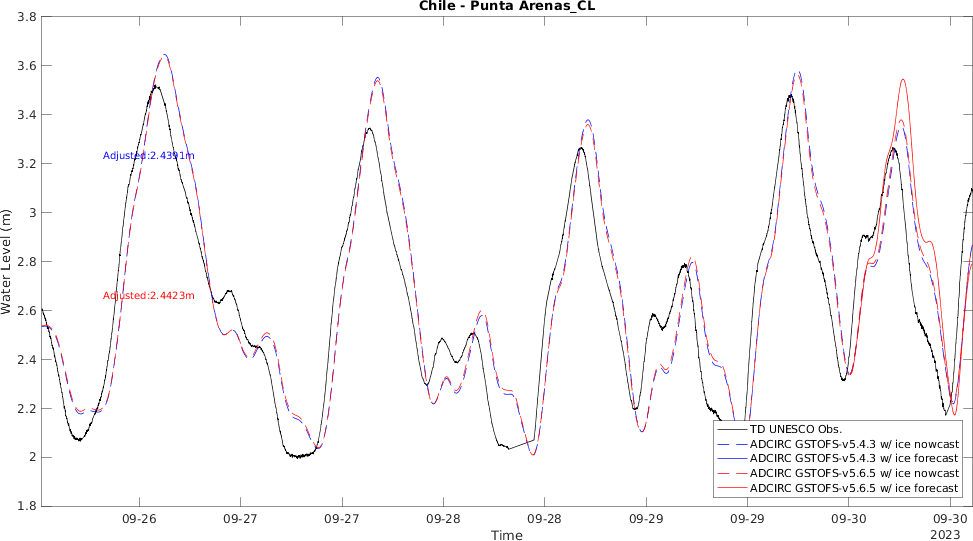 Chile - Punta Arenas_CL
3.8
3.6
3.4
3.2
3
2.8
2.6
2.4
2.2
2
1.8
Water Level (m)
Adjusted:2.4391m
Adjusted:2.4423m
TD UNESCO Obs.
ADCIRC GSTOFS-v5.4.3 w/ ice nowcast
ADCIRC GSTOFS-v5.4.3 w/ ice forecast
ADCIRC GSTOFS-v5.6.5 w/ ice nowcast
ADCIRC GSTOFS-v5.6.5 w/ ice forecast
09-26 09-27 09-27 09-28 09-28 09-29 09-29 09-30 09-30
2023
Time